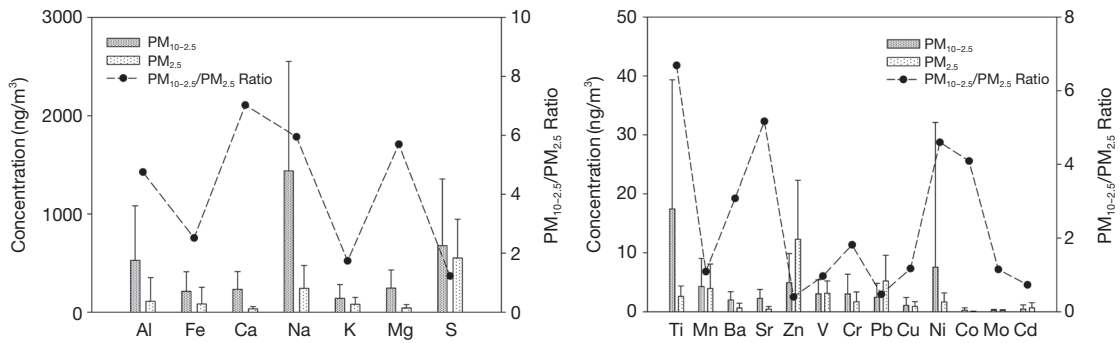 3000
2000
1000
0
Concentration (ng/m³)
PM₁₀₋₂.₅
PM₂.₅
PM₁₀₋₂.₅/PM₂.₅ Ratio
10
8
6
4
2
0
PM₁₀₋₂.₅/PM₂.₅ Ratio
Al Fe Ca Na K Mg S
50
40
30
20
10
0
Concentration (ng/m³)
PM₁₀₋₂.₅
PM₂.₅
PM₁₀₋₂.₅/PM₂.₅ Ratio
8
6
4
2
0
PM₁₀₋₂.₅/PM₂.₅ Ratio
Ti Mn Ba Sr Zn V Cr Pb Cu Ni Co Mo Cd